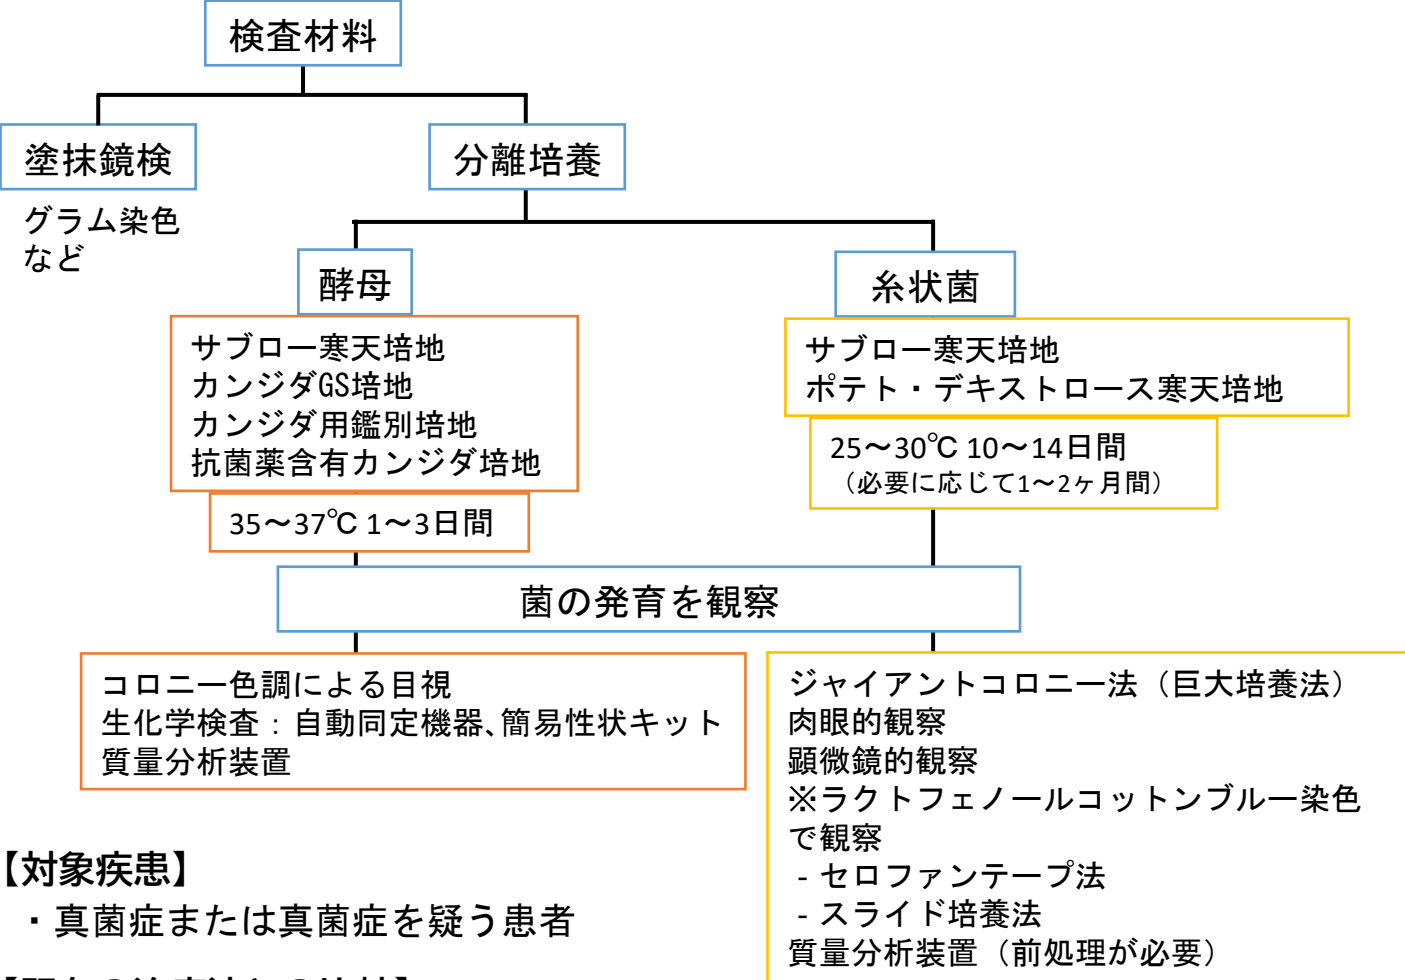 検査材料
塗抹鏡検
分離培養
グラム染色
など
酵母
糸状菌
サブロー寒天培地
カンジダGS培地
カンジダ用鑑別培地
抗菌薬含有カンジダ培地
サブロー寒天培地
ポテト・デキストロース寒天培地
35～37℃ 1～3日間
25～30℃ 10～14日間
（必要に応じて1～2ヶ月間）
菌の発育を観察
コロニー色調による目視
生化学検査：自動同定機器､簡易性状キット
質量分析装置
ジャイアントコロニー法（巨大培養法）
肉眼的観察
顕微鏡的観察
※ラクトフェノールコットンブルー染色
で観察
- セロファンテープ法
- スライド培養法
質量分析装置（前処理が必要）
【対象疾患】
・真菌症または真菌症を疑う患者